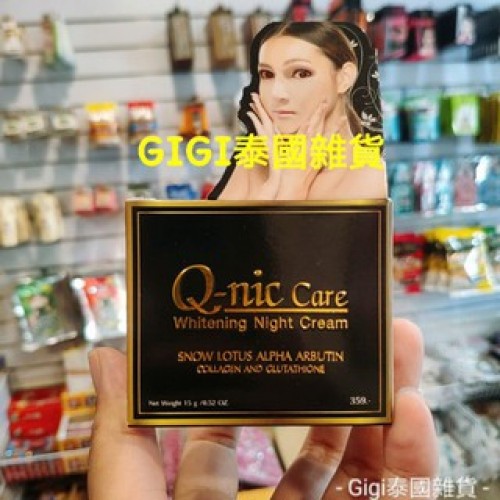 GIGI泰國雜貨
Q-nic Care
Whitening Night Cream
SNOW LOTUS ALPHA ARBUTIN
COLLAGEN AND GLUTATHIONE
Net Weight 15 g /0.52 OZ.
359.-
- Gigi泰國雜貨 -